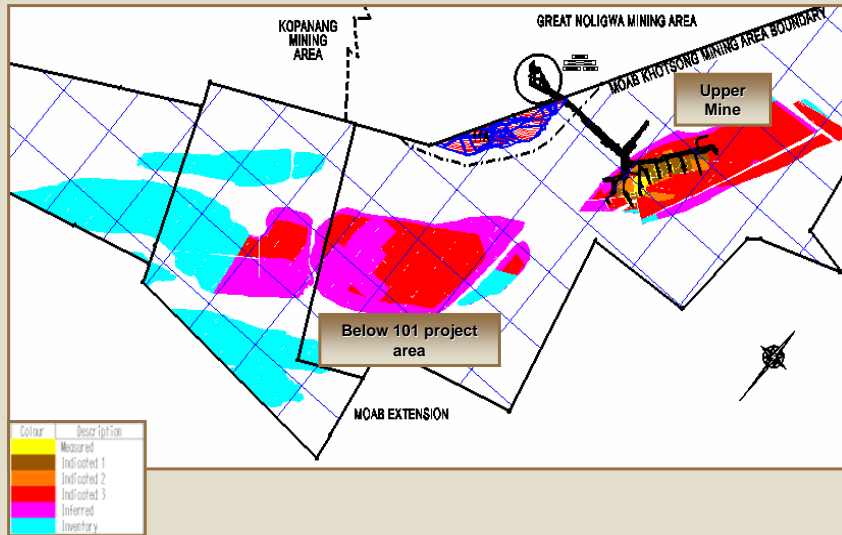 KOPANANG
MINING
AREA
GREAT NOLIGWA MINING AREA
MOAB KHOTSONG MINING AREA BOUNDARY
Upper
Mine
Below 101 project
area
MOAB EXTENSION
Colour Description
Measured
Indicated 1
Indicated 2
Indicated 3
Inferred
Inventory